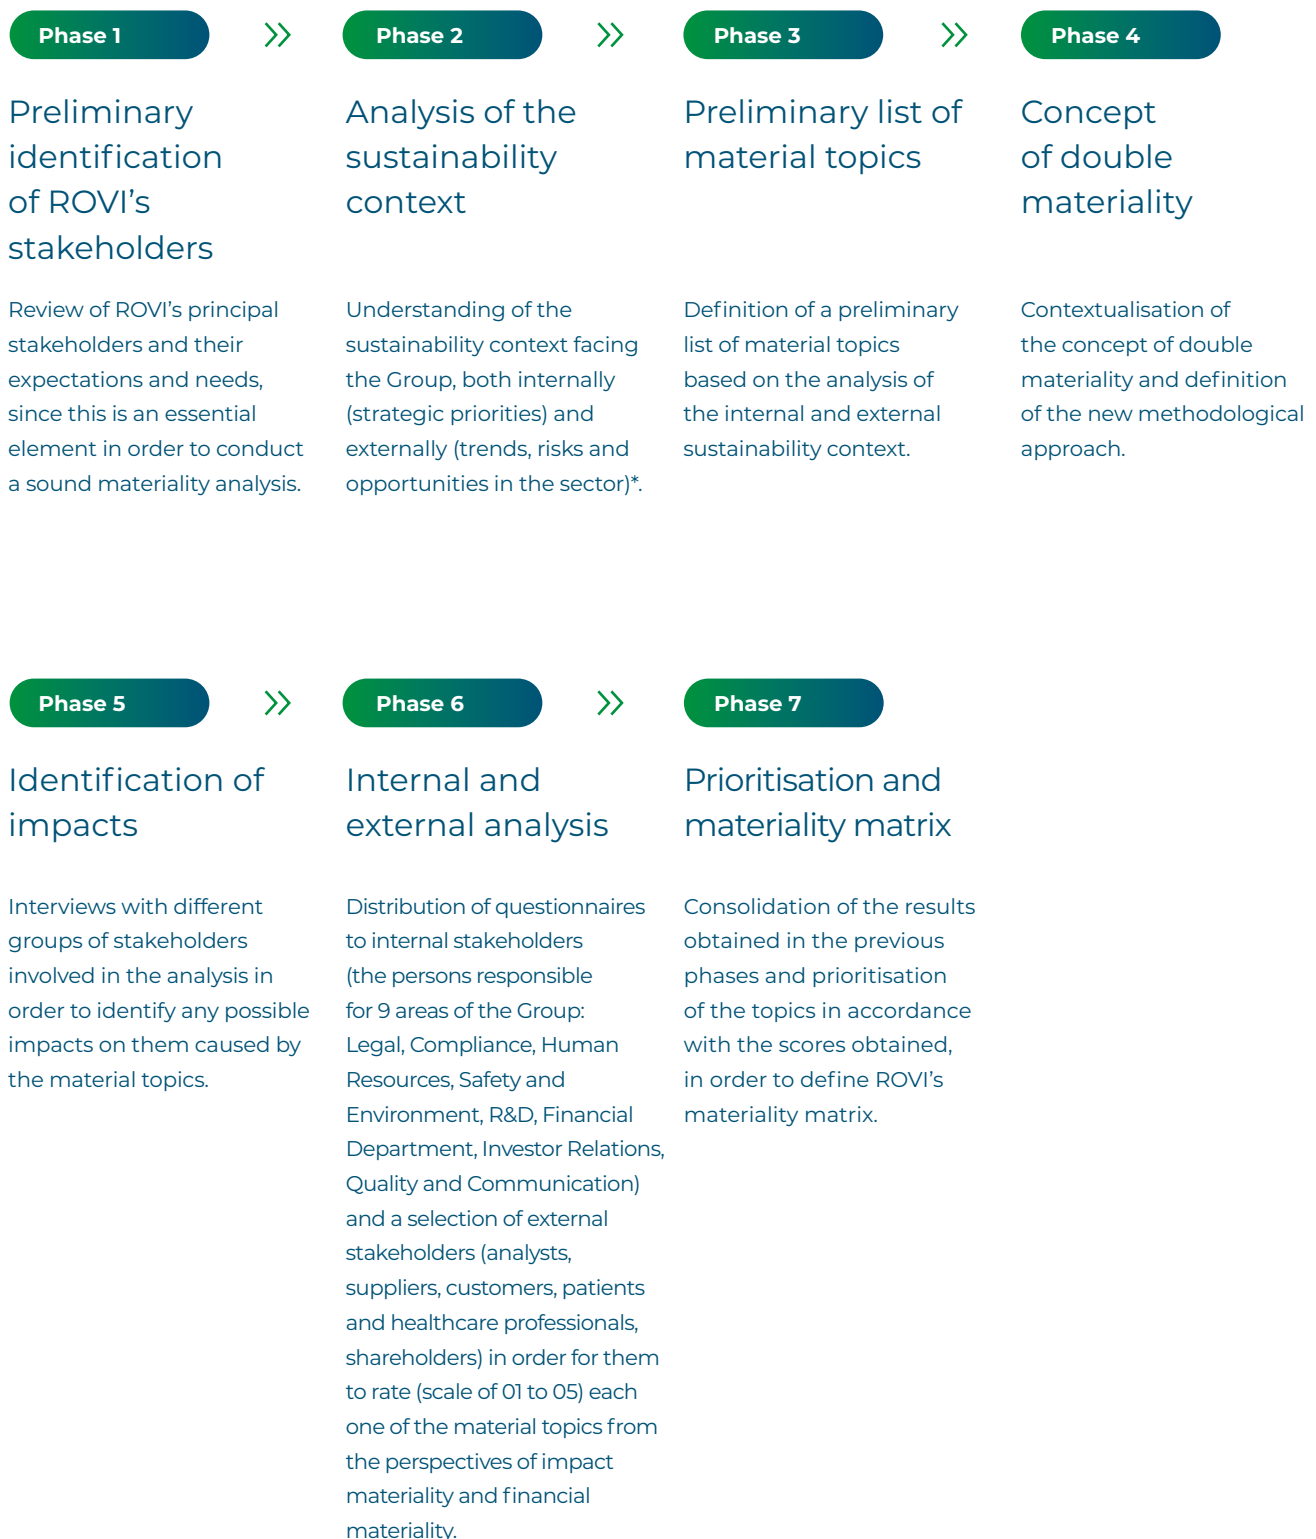 Phase 1
Preliminary
identification
of ROVI's
stakeholders
Review of ROVI's principal
stakeholders and their
expectations and needs,
since this is an essential
element in order to conduct
a sound materiality analysis.
Phase 2
Analysis of the
sustainability
context
Understanding of the
sustainability context facing
the Group, both internally
(strategic priorities) and
externally (trends, risks and
opportunities in the sector)*.
Phase 3
Preliminary list of
material topics
Definition of a preliminary
list of material topics
based on the analysis of
the internal and external
sustainability context.
Phase 4
Concept
of double
materiality
Contextualisation of
the concept of double
materiality and definition
of the new methodological
approach.
Phase 5
Identification of
impacts
Interviews with different
groups of stakeholders
involved in the analysis in
order to identify any possible
impacts on them caused by
the material topics.
Phase 6
Internal and
external analysis
Distribution of questionnaires
to internal stakeholders
(the persons responsible
for 9 areas of the Group:
Legal, Compliance, Human
Resources, Safety and
Environment, R&D, Financial
Department, Investor Relations,
Quality and Communication)
and a selection of external
stakeholders (analysts,
suppliers, customers, patients
and healthcare professionals,
shareholders) in order for them
to rate (scale of 01 to 05) each
one of the material topics from
the perspectives of impact
materiality and financial
materiality.
Phase 7
Prioritisation and
materiality matrix
Consolidation of the results
obtained in the previous
phases and prioritisation
of the topics in accordance
with the scores obtained,
in order to define ROVI's
materiality matrix.